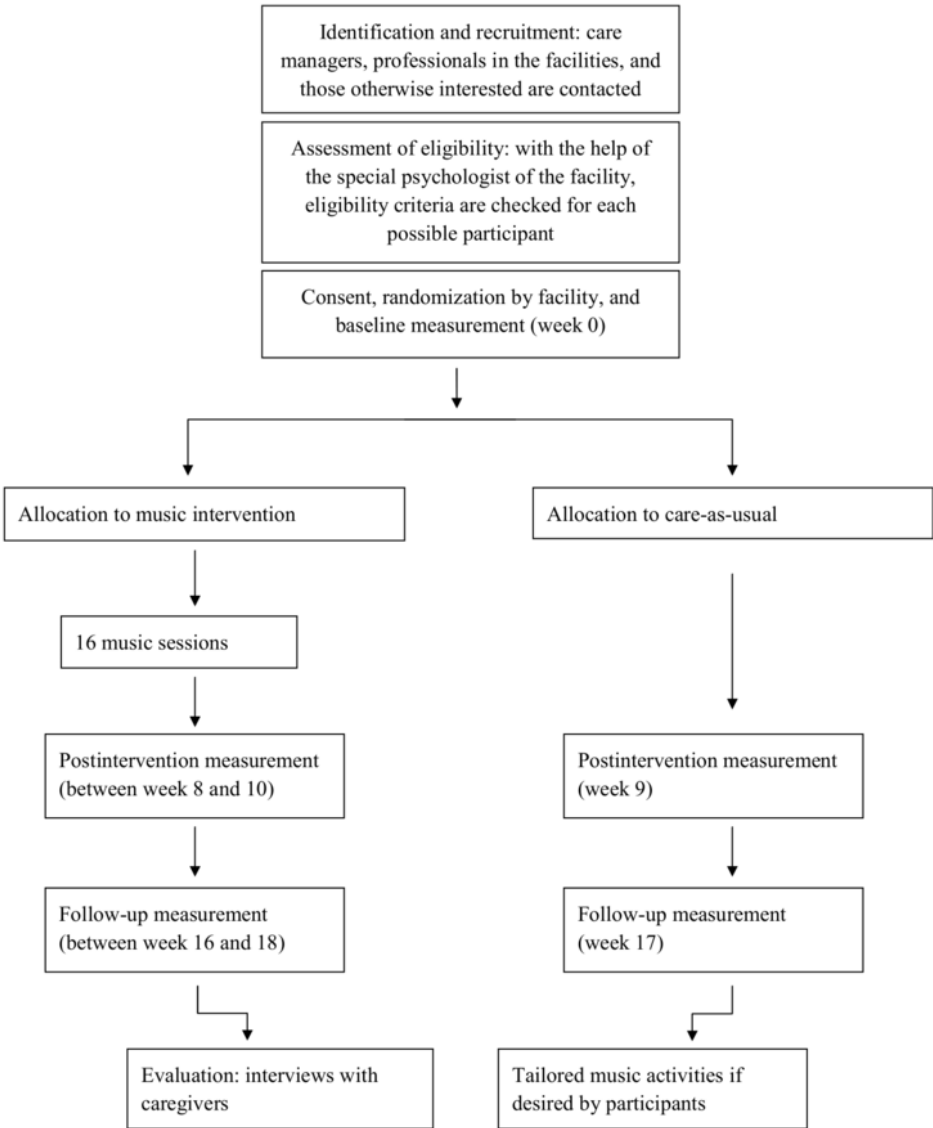 Identification and recruitment: care
managers, professionals in the facilities, and
those otherwise interested are contacted
Assessment of eligibility: with the help of
the special psychologist of the facility,
eligibility criteria are checked for each
possible participant
Consent, randomization by facility, and
baseline measurement (week 0)
Allocation to music intervention
Allocation to care-as-usual
16 music sessions
Postintervention measurement
(between week 8 and 10)
Postintervention measurement
(week 9)
Follow-up measurement
(between week 16 and 18)
Follow-up measurement
(week 17)
Evaluation: interviews with
caregivers
Tailored music activities if
desired by participants